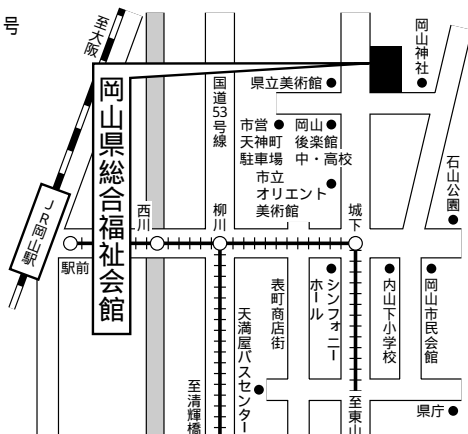 号
至大阪
岡山神社
県立美術館
国道53号線
市営
天神町
駐車場
岡山
後楽館
中・高校
市立
オリエント
美術館
石山公園
岡山県総合福祉会館
JR岡山駅
西川
柳川
城下
駅前
表町商店街
シンフォニー
ホール
内山下小学校
岡山市民会館
天満屋バスセンター
至清輝橋
至東山
県庁